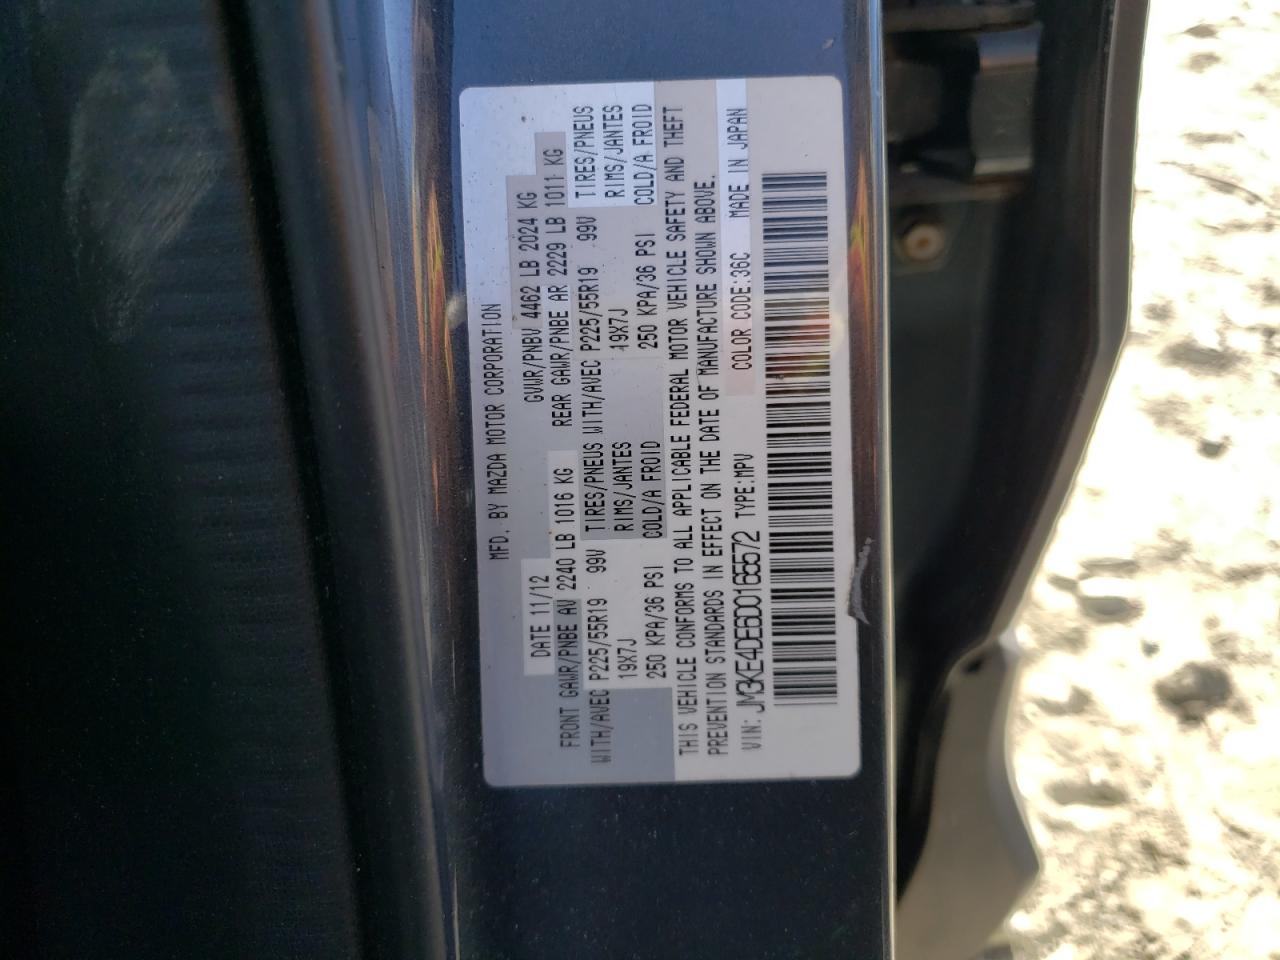 MFD. BY MAZDA MOTOR CORPORATION
DATE 11/12 GVWR/PNBV 4462 LB 2024 KG
FRONT GAWR/PNBE AV 2240 LB 1016 KG REAR GAWR/PNBE AR 2229 LB 1011 KG
WITH/AVEC P225/55R19 99V TIRES/PNEUS WITH/AVEC P225/55R19 99V TIRES/PNEUS
19X7J RIMS/JANTES 19X7J RIMS/JANTES
250 KPA/36 PSI COLD/A FROID 250 KPA/36 PSI COLD/A FROID
THIS VEHICLE CONFORMS TO ALL APPLICABLE FEDERAL MOTOR VEHICLE SAFETY AND THEFT
PREVENTION STANDARDS IN EFFECT ON THE DATE OF MANUFACTURE SHOWN ABOVE.
VIN: JM3KE4DE6D0165572 TYPE:MPV COLOR CODE:36C MADE IN JAPAN